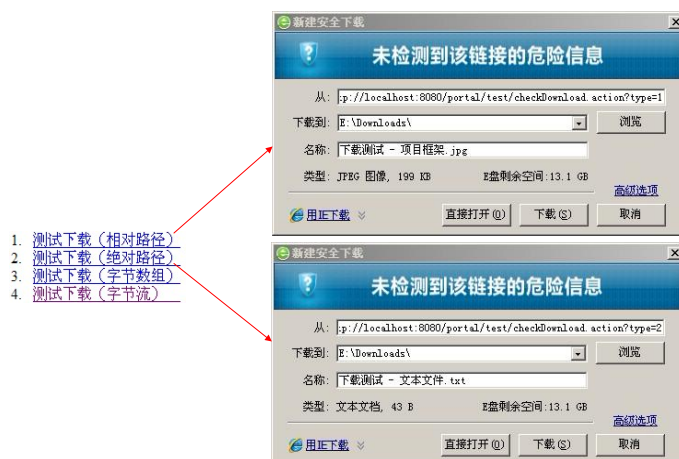 新建安全下载
未检测到该链接的危险信息
从: :p://localhost:8080/portal/test/checkDownload.action?type=1
下载到: E:\Downloads\ 浏览
名称: 下载测试 - 项目框架.jpg
类型: JPEG 图像, 199 KB E盘剩余空间:13.1 GB
高级选项
用IE下载 直接打开(O) 下载(S) 取消
1. 测试下载（相对路径）
2. 测试下载（绝对路径）
3. 测试下载（字节数组）
4. 测试下载（字节流）
新建安全下载
未检测到该链接的危险信息
从: :p://localhost:8080/portal/test/checkDownload.action?type=2
下载到: E:\Downloads\ 浏览
名称: 下载测试 - 文本文件.txt
类型: 文本文档, 43 B E盘剩余空间:13.1 GB
高级选项
用IE下载 直接打开(O) 下载(S) 取消